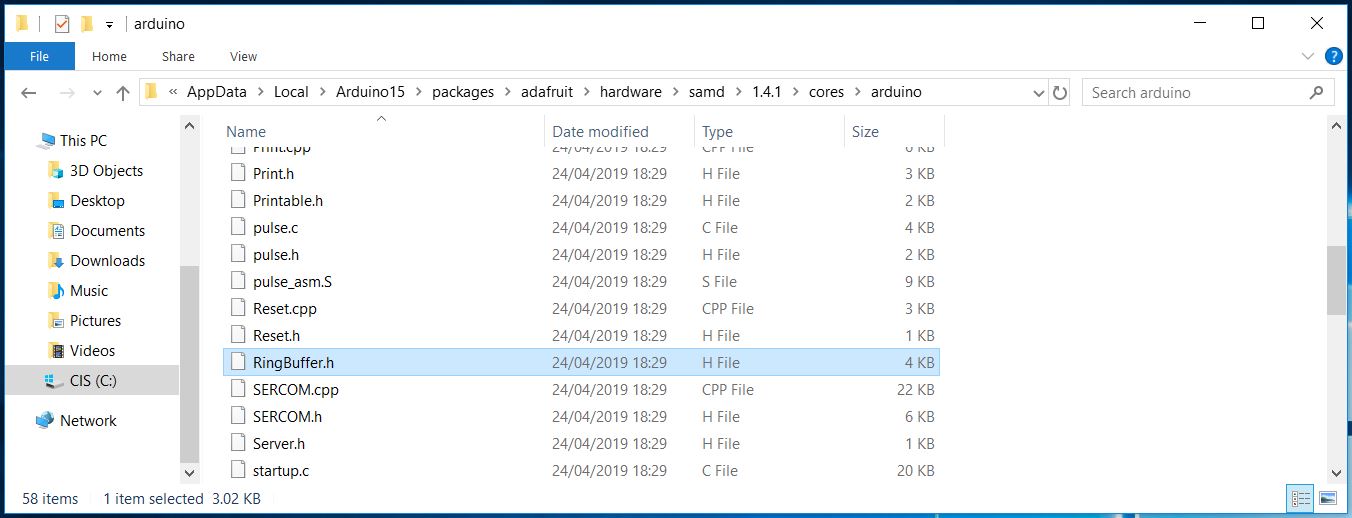 arduino
File Home Share View
« AppData > Local > Arduino15 > packages > adafruit > hardware > samd > 1.4.1 > cores > arduino
Search arduino
This PC
3D Objects
Desktop
Documents
Downloads
Music
Pictures
Videos
CIS (C:)
Network
Name Date modified Type Size
Print.cpp 24/04/2019 18:29 CPP File 6 KB
Print.h 24/04/2019 18:29 H File 3 KB
Printable.h 24/04/2019 18:29 H File 2 KB
pulse.c 24/04/2019 18:29 C File 4 KB
pulse.h 24/04/2019 18:29 H File 2 KB
pulse_asm.S 24/04/2019 18:29 S File 9 KB
Reset.cpp 24/04/2019 18:29 CPP File 3 KB
Reset.h 24/04/2019 18:29 H File 1 KB
RingBuffer.h 24/04/2019 18:29 H File 4 KB
SERCOM.cpp 24/04/2019 18:29 CPP File 22 KB
SERCOM.h 24/04/2019 18:29 H File 6 KB
Server.h 24/04/2019 18:29 H File 1 KB
startup.c 24/04/2019 18:29 C File 20 KB
58 items 1 item selected 3.02 KB